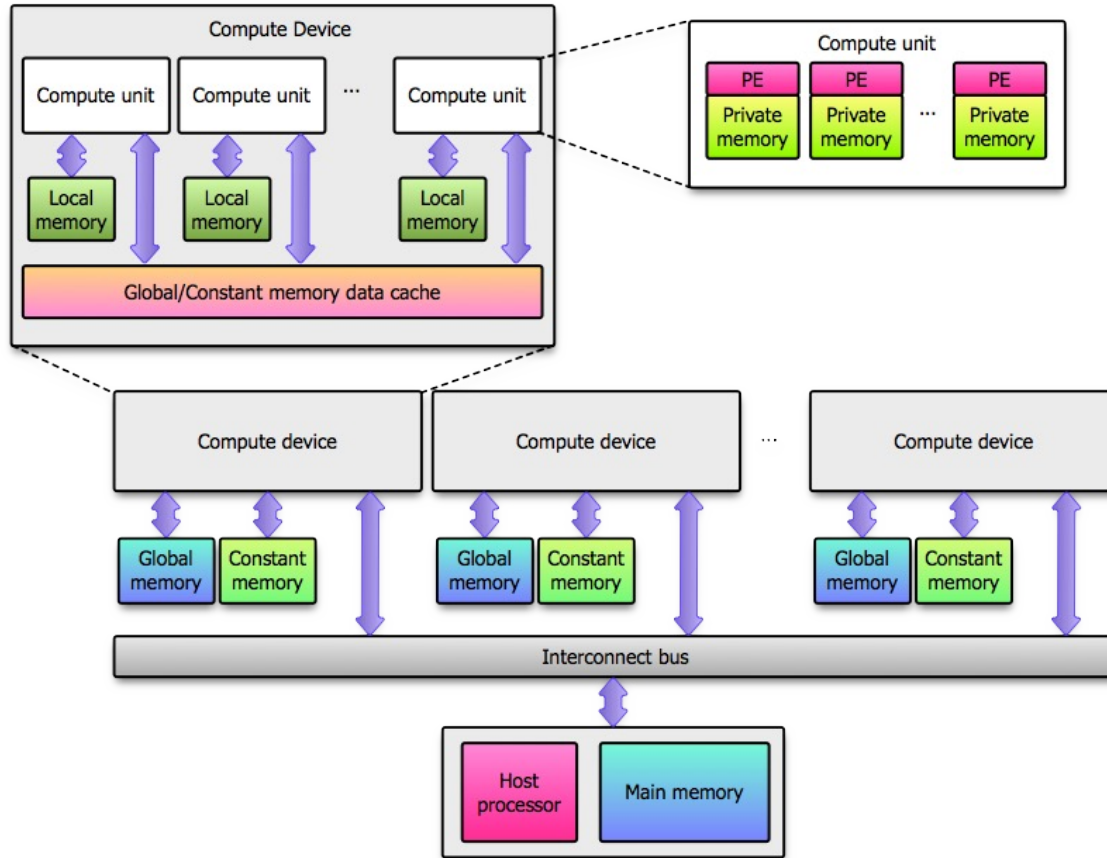 Compute Device
Compute unit
Compute unit
...
Compute unit
Local
memory
Local
memory
Local
memory
Global/Constant memory data cache
Compute unit
PE
PE
PE
Private
memory
Private
memory
...
Private
memory
Compute device
Compute device
...
Compute device
Global
memory
Constant
memory
Global
memory
Constant
memory
Global
memory
Constant
memory
Interconnect bus
Host
processor
Main memory